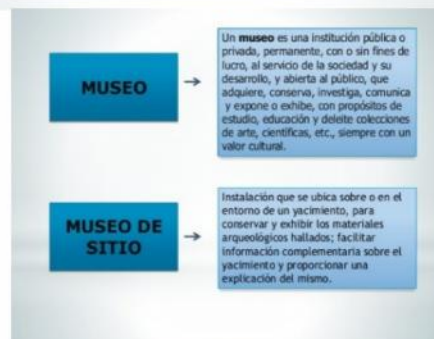 MUSEO
Un museo es una institución pública o
privada, permanente, con o sin fines de
lucro, al servicio de la sociedad y su
desarrollo, y abierta al público, que
adquiere, conserva, investiga, comunica
y expone o exhibe, con propósitos de
estudio, educación y deleite colecciones
de arte, científicas, etc., siempre con un
valor cultural.
MUSEO DE
SITIO
Instalación que se ubica sobre o en el
entorno de un yacimiento, para
conservar y exhibir los materiales
arqueológicos hallados; facilitar
información complementaria sobre el
yacimiento y proporcionar una
explicación del mismo.